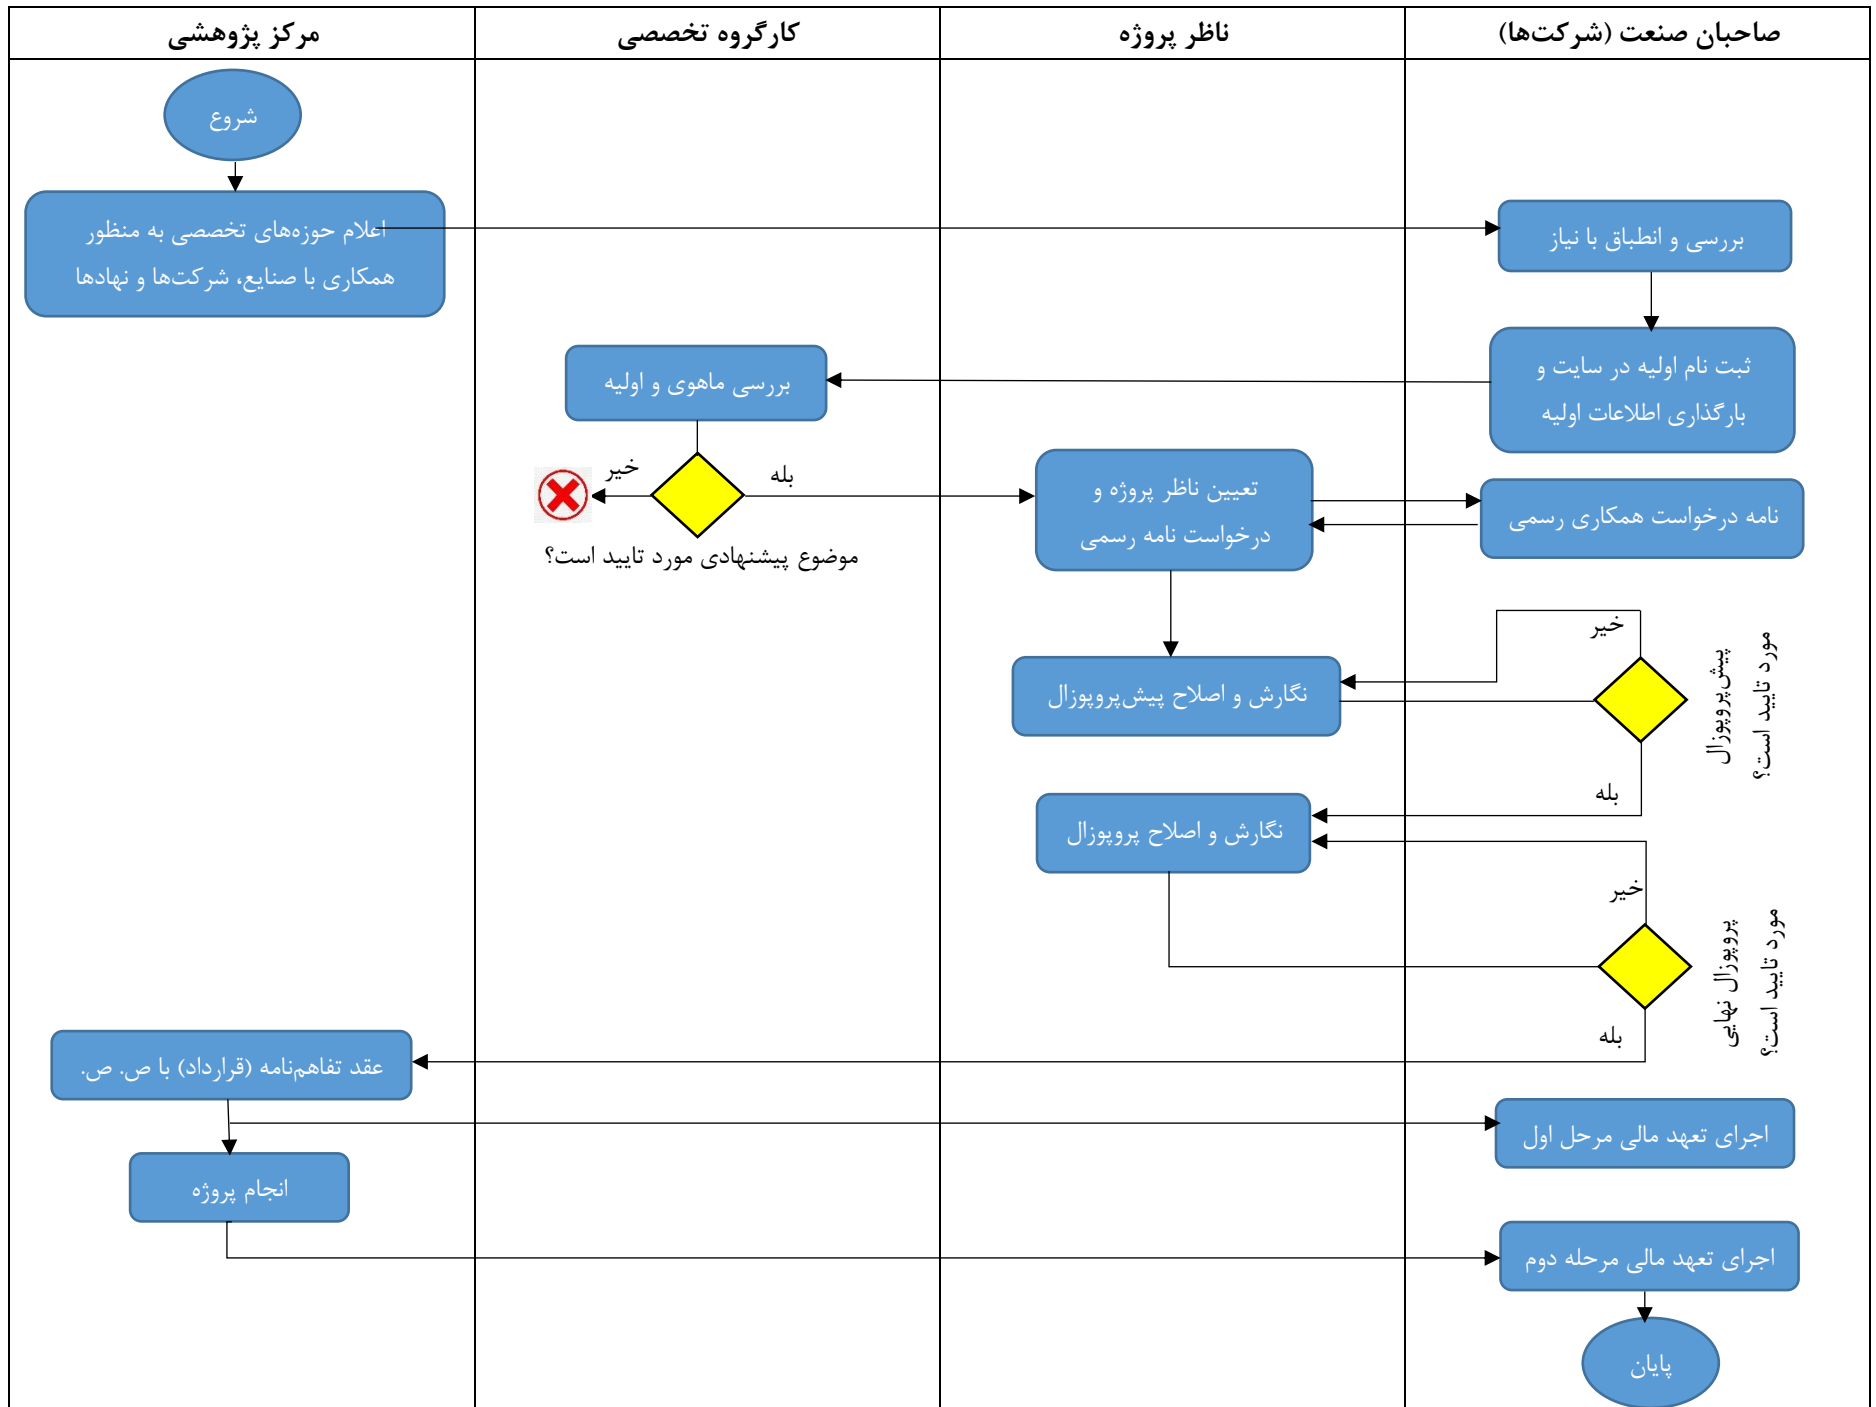 صاحبان صنعت (شرکت‌ها)
ناظر پروژه
کارگروه تخصصی
مرکز پژوهشی
شروع
اعلام حوزه‌های تخصصی به منظور
همکاری با صنایع، شرکت‌ها و نهادها
بررسی و انطباق با نیاز
ثبت نام اولیه در سایت و
بارگذاری اطلاعات اولیه
بررسی ماهوی و اولیه
خیر
بله
موضوع پیشنهادی مورد تایید است؟
تعیین ناظر پروژه و
درخواست نامه رسمی
نامه درخواست همکاری رسمی
نگارش و اصلاح پیش‌پروپوزال
خیر
پیش‌پروپوزال
مورد تایید است؟
بله
نگارش و اصلاح پروپوزال
خیر
پروپوزال نهایی
مورد تایید است؟
بله
عقد تفاهم‌نامه (قرارداد) با ص. ص.
اجرای تعهد مالی مرحل اول
انجام پروژه
اجرای تعهد مالی مرحله دوم
پایان